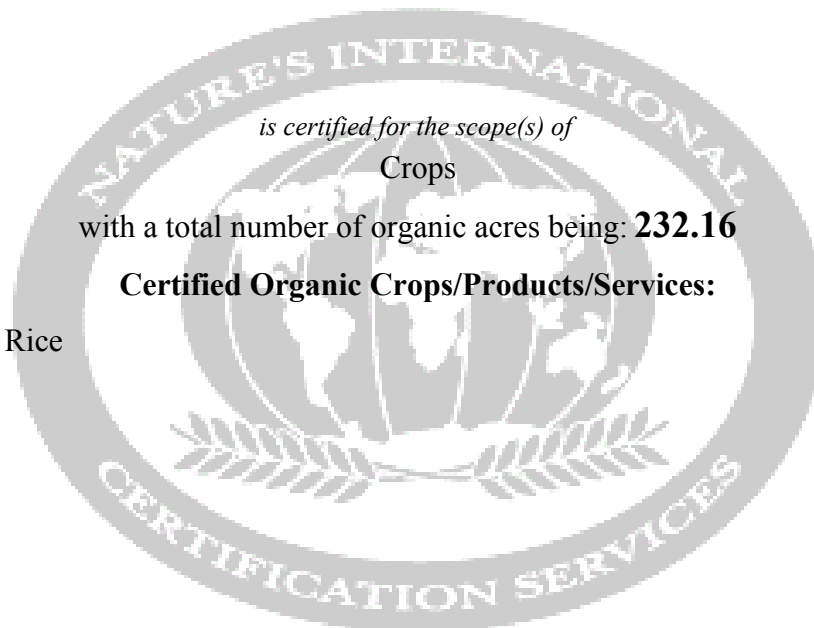 NATURE'S INTERNATIONAL
is certified for the scope(s) of
Crops
with a total number of organic acres being: 232.16
Certified Organic Crops/Products/Services:
Rice
CERTIFICATION SERVICES